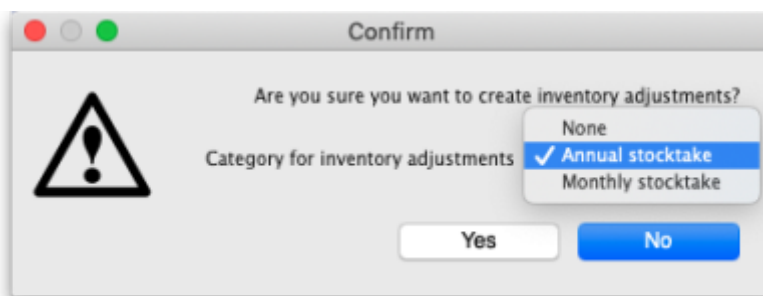 Confirm
Are you sure you want to create inventory adjustments?
None
Category for inventory adjustments ✓ Annual stocktake
Monthly stocktake
Yes No